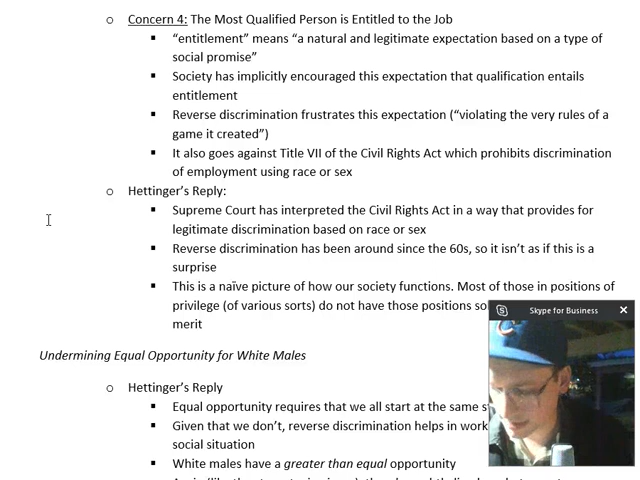 o Concern 4: The Most Qualified Person is Entitled to the Job
▪ “entitlement” means “a natural and legitimate expectation based on a type of
social promise”
▪ Society has implicitly encouraged this expectation that qualification entails
entitlement
▪ Reverse discrimination frustrates this expectation (“violating the very rules of a
game it created”)
▪ It also goes against Title VII of the Civil Rights Act which prohibits discrimination
of employment using race or sex
o Hettinger’s Reply:
▪ Supreme Court has interpreted the Civil Rights Act in a way that provides for
legitimate discrimination based on race or sex
▪ Reverse discrimination has been around since the 60s, so it isn’t as if this is a
surprise
▪ This is a naïve picture of how our society functions. Most of those in positions of
privilege (of various sorts) do not have those positions so
merit
Skype for Business
Undermining Equal Opportunity for White Males
o Hettinger’s Reply
▪ Equal opportunity requires that we all start at the same
▪ Given that we don’t, reverse discrimination helps in work
social situation
▪ White males have a greater than equal opportunity